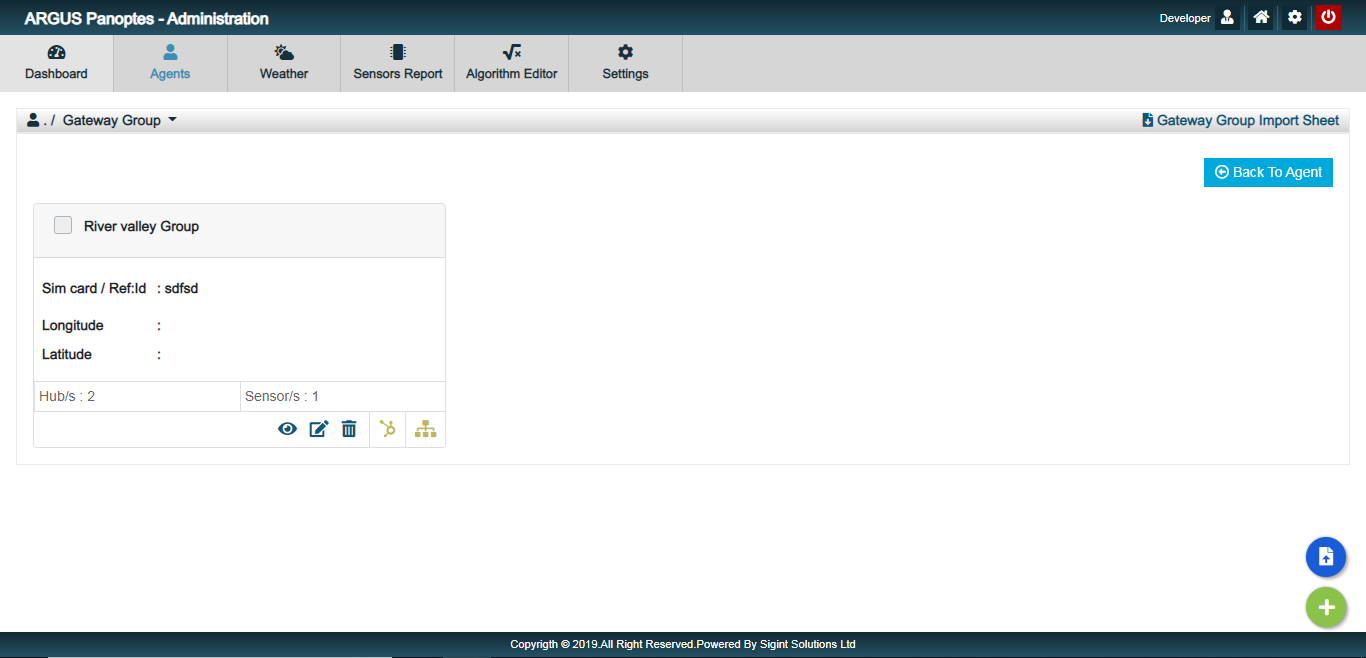 ARGUS Panoptes - Administration
Developer
Dashboard
Agents
Weather
Sensors Report
Algorithm Editor
Settings
. / Gateway Group
Gateway Group Import Sheet
Back To Agent
River valley Group
Sim card / Ref:Id : sdfsd
Longitude :
Latitude :
Hub/s : 2
Sensor/s : 1
Copyrigth © 2019.All Right Reserved.Powered By Sigint Solutions Ltd